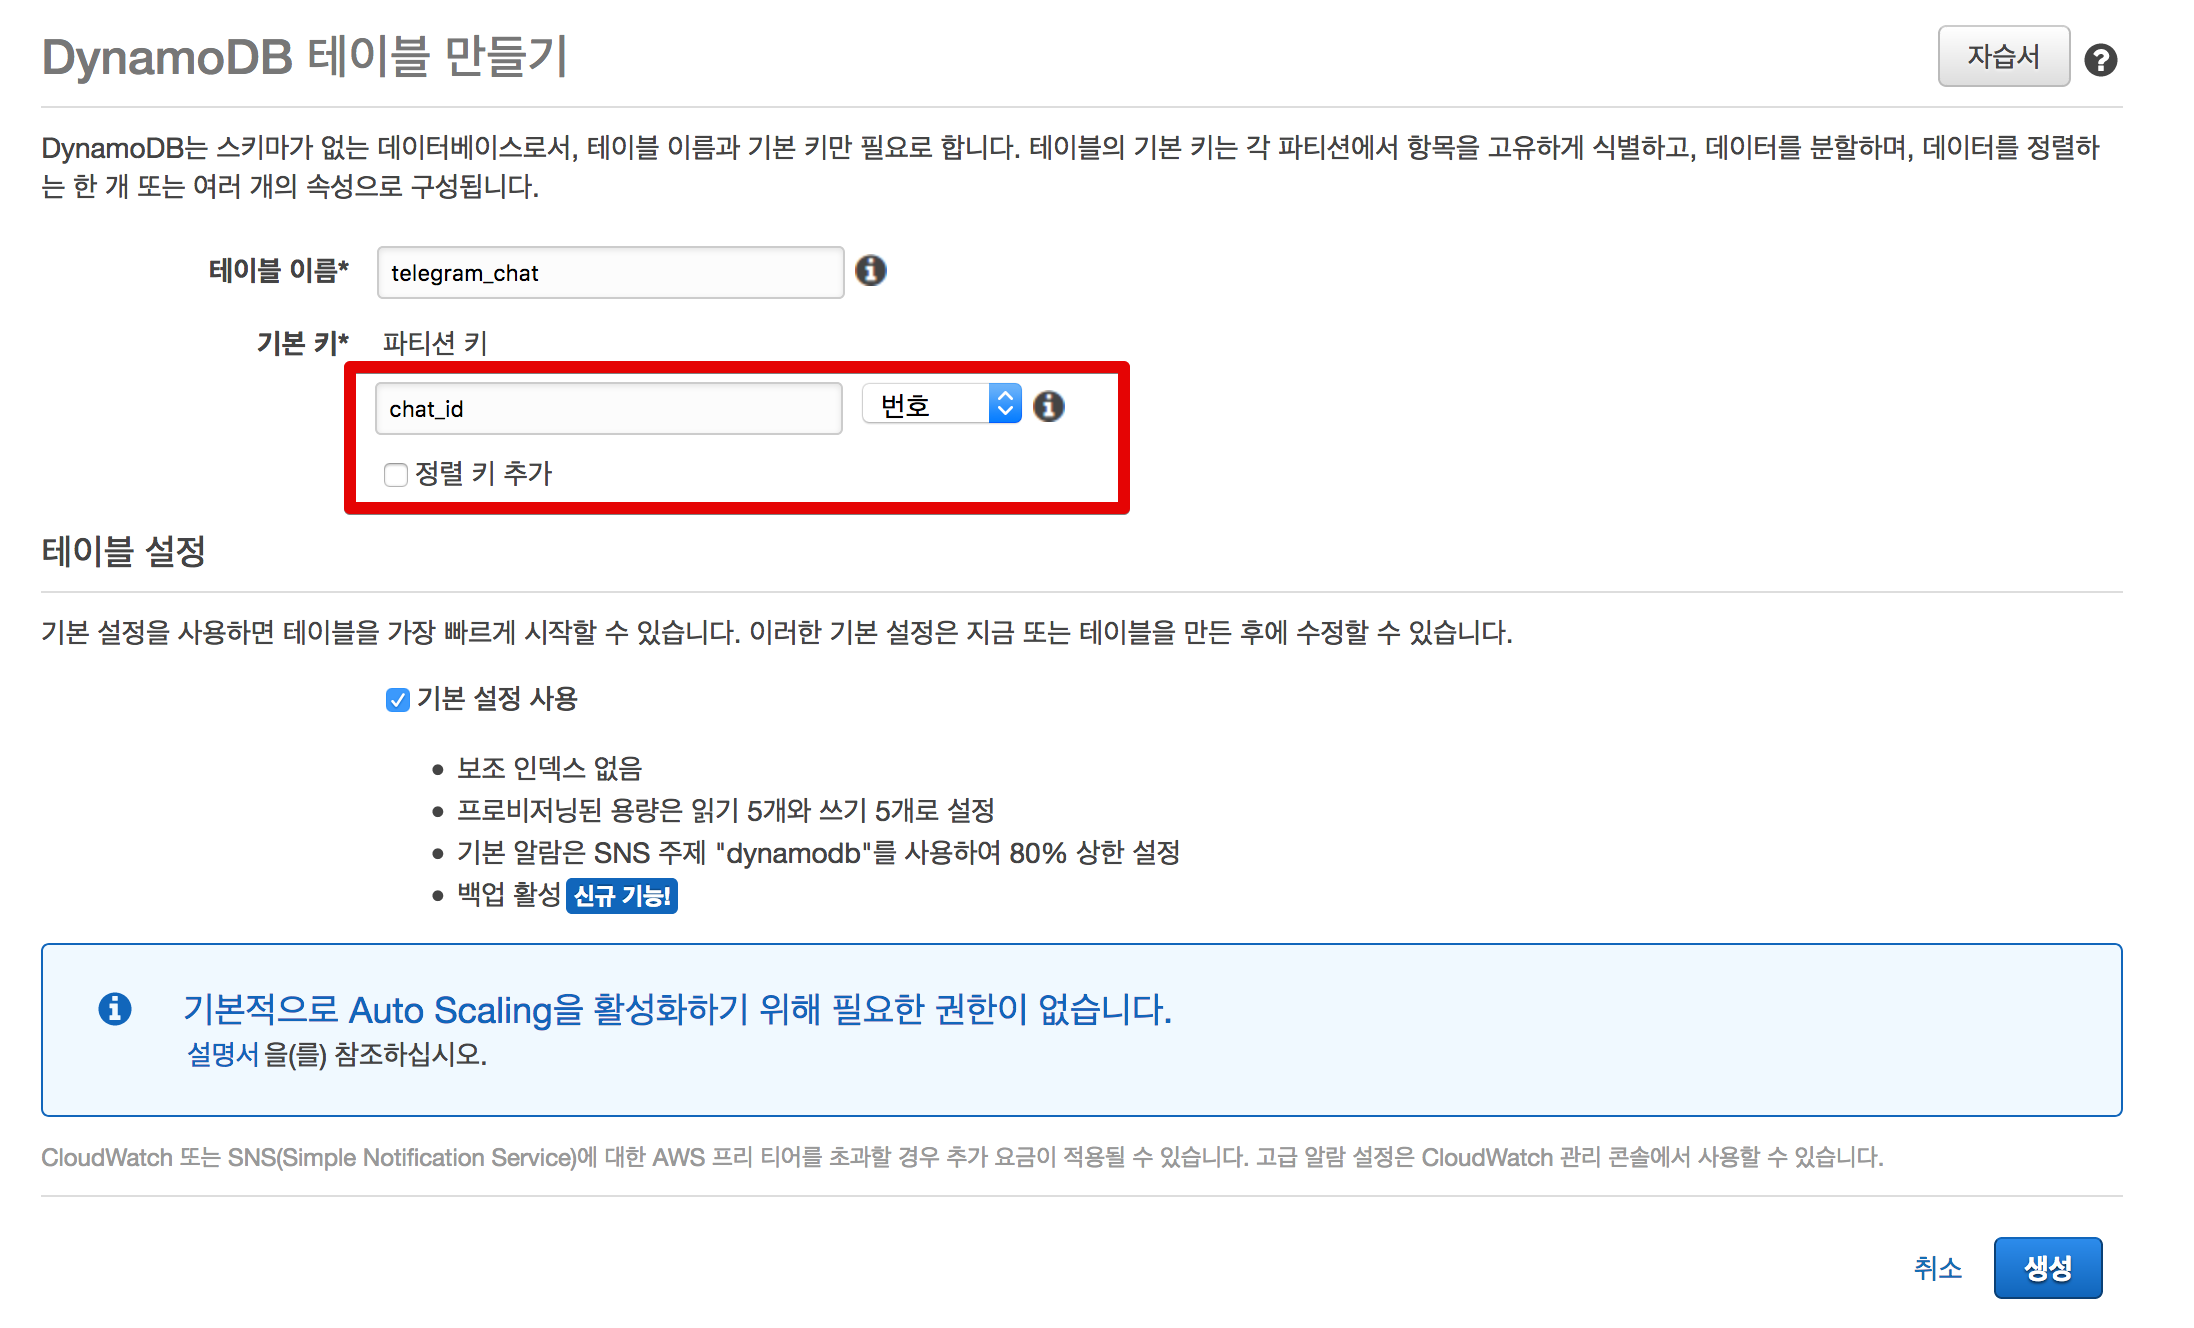 DynamoDB 테이블 만들기
자습서
DynamoDB는 스키마가 없는 데이터베이스로서, 테이블 이름과 기본 키만 필요로 합니다. 테이블의 기본 키는 각 파티션에서 항목을 고유하게 식별하고, 데이터를 분할하며, 데이터를 정렬하
는 한 개 또는 여러 개의 속성으로 구성됩니다.
테이블 이름* telegram_chat
기본 키* 파티션 키
chat_id 번호
정렬 키 추가
테이블 설정
기본 설정을 사용하면 테이블을 가장 빠르게 시작할 수 있습니다. 이러한 기본 설정은 지금 또는 테이블을 만든 후에 수정할 수 있습니다.
기본 설정 사용
• 보조 인덱스 없음
• 프로비저닝된 용량은 읽기 5개와 쓰기 5개로 설정
• 기본 알람은 SNS 주제 "dynamodb"를 사용하여 80% 상한 설정
• 백업 활성 신규 기능!
기본적으로 Auto Scaling을 활성화하기 위해 필요한 권한이 없습니다.
설명서을(를) 참조하십시오.
CloudWatch 또는 SNS(Simple Notification Service)에 대한 AWS 프리 티어를 초과할 경우 추가 요금이 적용될 수 있습니다. 고급 알람 설정은 CloudWatch 관리 콘솔에서 사용할 수 있습니다.
취소 생성